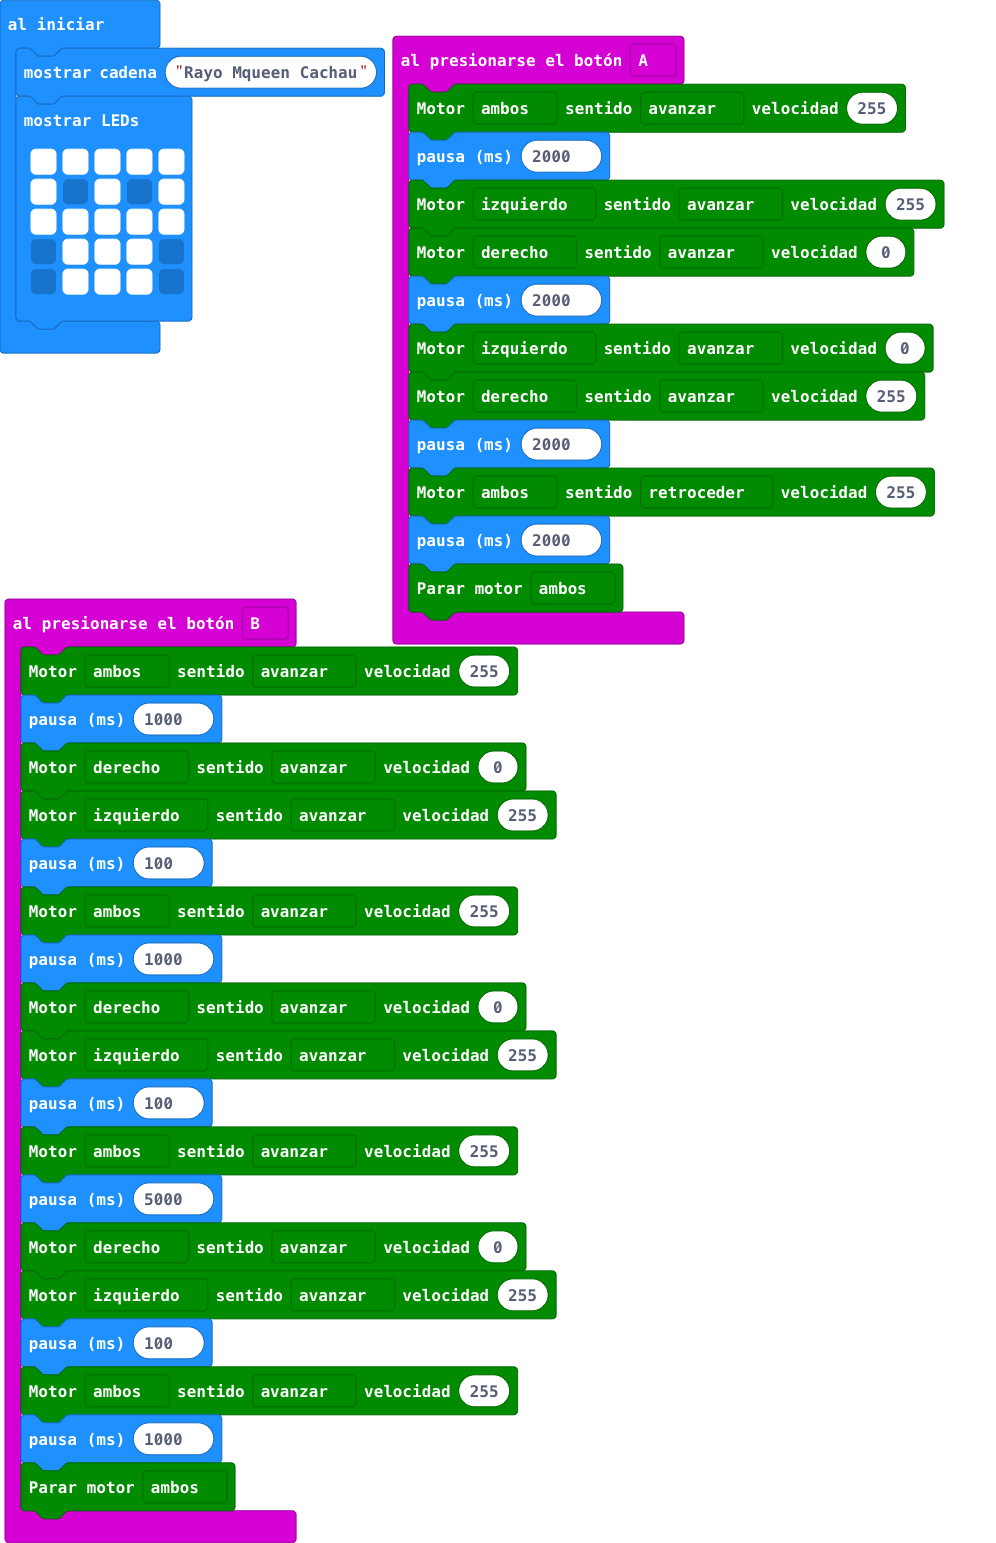 al iniciar
mostrar cadena "Rayo Mqueen Cachau"
mostrar LEDs
al presionarse el botón A
Motor ambos sentido avanzar velocidad 255
pausa (ms) 2000
Motor izquierdo sentido avanzar velocidad 255
Motor derecho sentido avanzar velocidad 0
pausa (ms) 2000
Motor izquierdo sentido avanzar velocidad 0
Motor derecho sentido avanzar velocidad 255
pausa (ms) 2000
Motor ambos sentido retroceder velocidad 255
pausa (ms) 2000
Parar motor ambos
al presionarse el botón B
Motor ambos sentido avanzar velocidad 255
pausa (ms) 1000
Motor derecho sentido avanzar velocidad 0
Motor izquierdo sentido avanzar velocidad 255
pausa (ms) 100
Motor ambos sentido avanzar velocidad 255
pausa (ms) 1000
Motor derecho sentido avanzar velocidad 0
Motor izquierdo sentido avanzar velocidad 255
pausa (ms) 100
Motor ambos sentido avanzar velocidad 255
pausa (ms) 5000
Motor derecho sentido avanzar velocidad 0
Motor izquierdo sentido avanzar velocidad 255
pausa (ms) 100
Motor ambos sentido avanzar velocidad 255
pausa (ms) 1000
Parar motor ambos